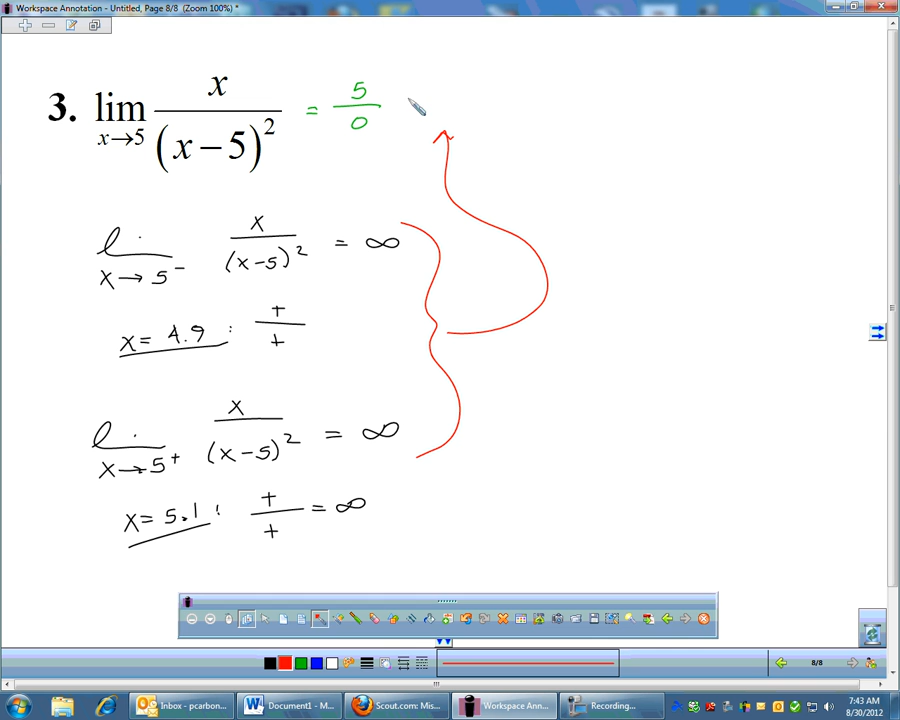 Workspace Annotation - Untitled, Page 8/8 (Zoom 100%) *
3. lim x→5 x/(x−5)² = 5/0
lim x→5⁻ x/(x-5)² = ∞
x = 4.9 : +/+
lim x→5⁺ x/(x-5)² = ∞
x = 5.1 : +/+ = ∞
8/8
Inbox - pcarbon...
Document1 - M...
Scout.com: Mis...
Workspace Ann...
Recording...
7:43 AM
8/30/2012